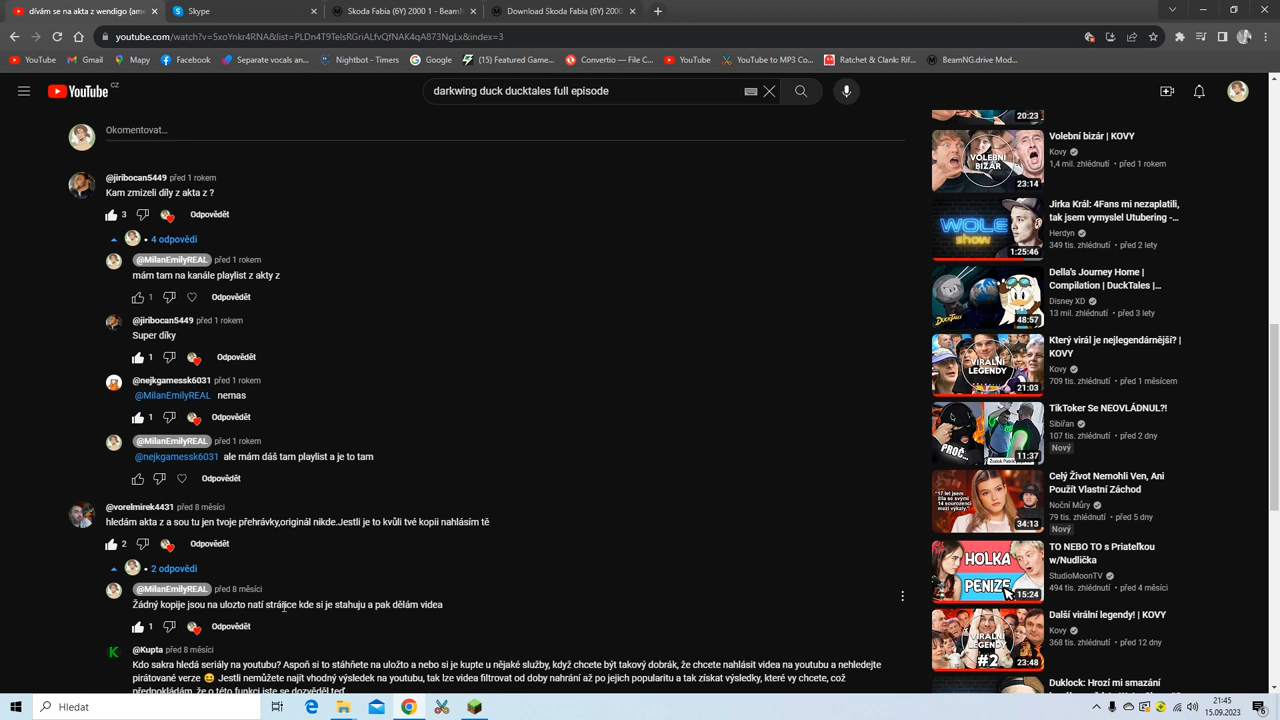 dívám se na akta z wendigo {am
Skype
Skoda Fabia (6Y) 2000 1 - Be
Download Skoda Fabia (6Y) 200
youtube.com/watch?v=5xoYnkr4RNA&list=PLDn4T9TelsRGriALfvQfNAK4qA873NgLx&index=3
YouTube
Gmail
Mapy
Facebook
Separate vocals an...
Nightbot - Timers
Google
(15) Featured Game...
Convertio — File C...
YouTube
YouTube to MP3 Co...
Ratchet & Clank: Rif...
BeamNG.drive Mod...
YouTube CZ
darkwing duck ducktales full episode
Okomentovat...
@jiribocan5449 před 1 rokem
Kam zmizeli díly z akta z ?
3
Odpovědět
4 odpovědi
@MilanEmilyREAL před 1 rokem
mám tam na kanále playlist z akty z
1
Odpovědět
@jiribocan5449 před 1 rokem
Super díky
1
Odpovědět
@nejkgamessk6031 před 1 rokem
@MilanEmilyREAL nemas
1
Odpovědět
@MilanEmilyREAL před 1 rokem
@nejkgamessk6031 ale mám dáš tam playlist a je to tam
Odpovědět
@vorelmirek4431 před 8 měsíci
hledám akta z a sou tu jen tvoje přehrávky,originál nikde.Jestli je to kvůli tvé kopii nahlásím tě
2
Odpovědět
2 odpovědi
@MilanEmilyREAL před 8 měsíci
Žádný kopije jsou na ulozto natí stránce kde si je stahuju a pak dělám videa
1
Odpovědět
K
@Kupta před 8 měsíci
Kdo sakra hledá seriály na youtubu? Aspoň si to stáhněte na uložto a nebo si je kupte u nějaké služby, když chcete být takový dobrák, že chcete nahlásit videa na youtubu a nehledejte
pirátované verze 😆 Jestli nemůžete najít vhodný výsledek na youtubu, tak lze filtrovat od doby nahrání až po jejich popularitu a tak získat výsledky, které vy chcete, což
předpokládám, že o této funkci jste se dozvěděl teď
20:23
VOLEBNÍ
BIZÁR
23:14
Volební bizár | KOVY
Kovy
1,4 mil. zhlédnutí • před 1 rokem
WOLE
show
1:25:46
Jirka Král: 4Fans mi nezaplatili,
tak jsem vymyslel Utubering -...
Herdyn
349 tis. zhlédnutí • před 2 lety
DUCKTALES
48:57
Della's Journey Home |
Compilation | DuckTales |...
Disney XD
13 mil. zhlédnutí • před 3 lety
VIRÁLNÍ
LEGENDY
21:03
Který virál je nejlegendárnější? |
KOVY
Kovy
709 tis. zhlédnutí • před 1 měsícem
PROČ...
11:37
TikToker Se NEOVLÁDNUL?!
Sibiřan
107 tis. zhlédnutí • před 2 dny
Nový
34:13
Celý Život Nemohli Ven, Ani
Použít Vlastní Záchod
Noční Můry
79 tis. zhlédnutí • před 5 dny
Nový
HOLKA
PENIZE
15:24
TO NEBO TO s Priateľkou
w/Nudlička
StudioMoonTV
494 tis. zhlédnutí • před 4 měsíci
VIRÁLNÍ
LEGENDY
#2
23:48
Další virální legendy! | KOVY
Kovy
368 tis. zhlédnutí • před 12 dny
Duklock: Hrozí mi smazání
Hledat
21:45
15.09.2023
6